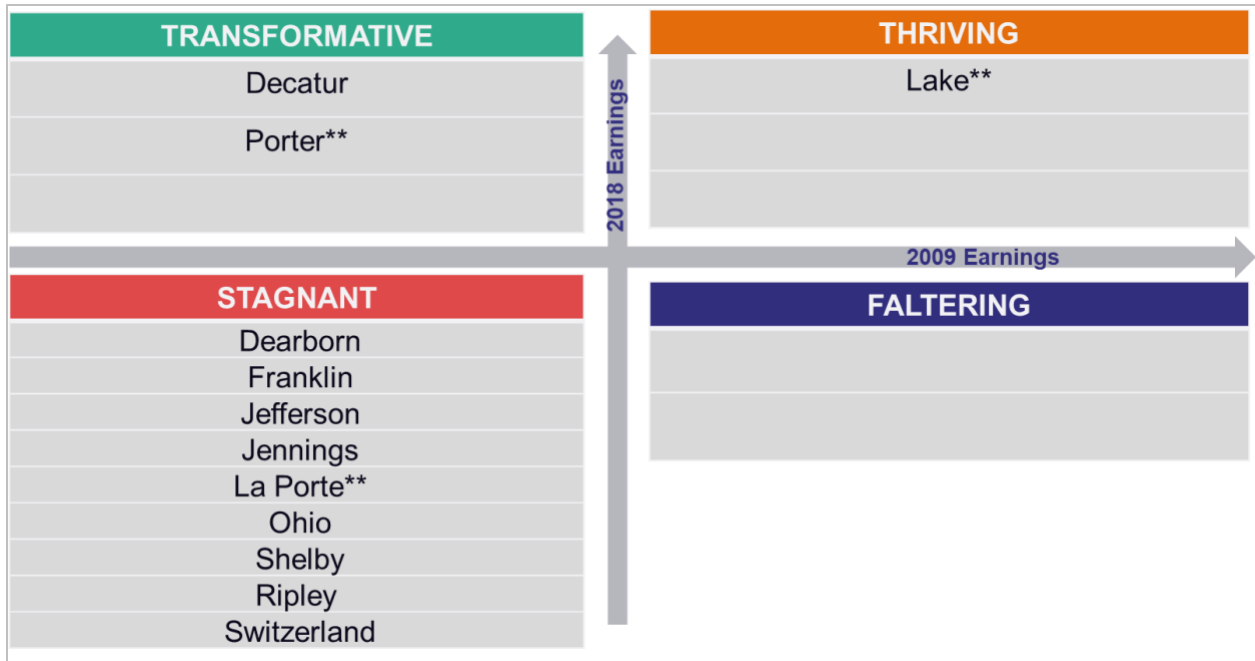 TRANSFORMATIVE
Decatur
Porter**
THRIVING
Lake**
2018 Earnings
2009 Earnings
STAGNANT
Dearborn
Franklin
Jefferson
Jennings
La Porte**
Ohio
Shelby
Ripley
Switzerland
FALTERING